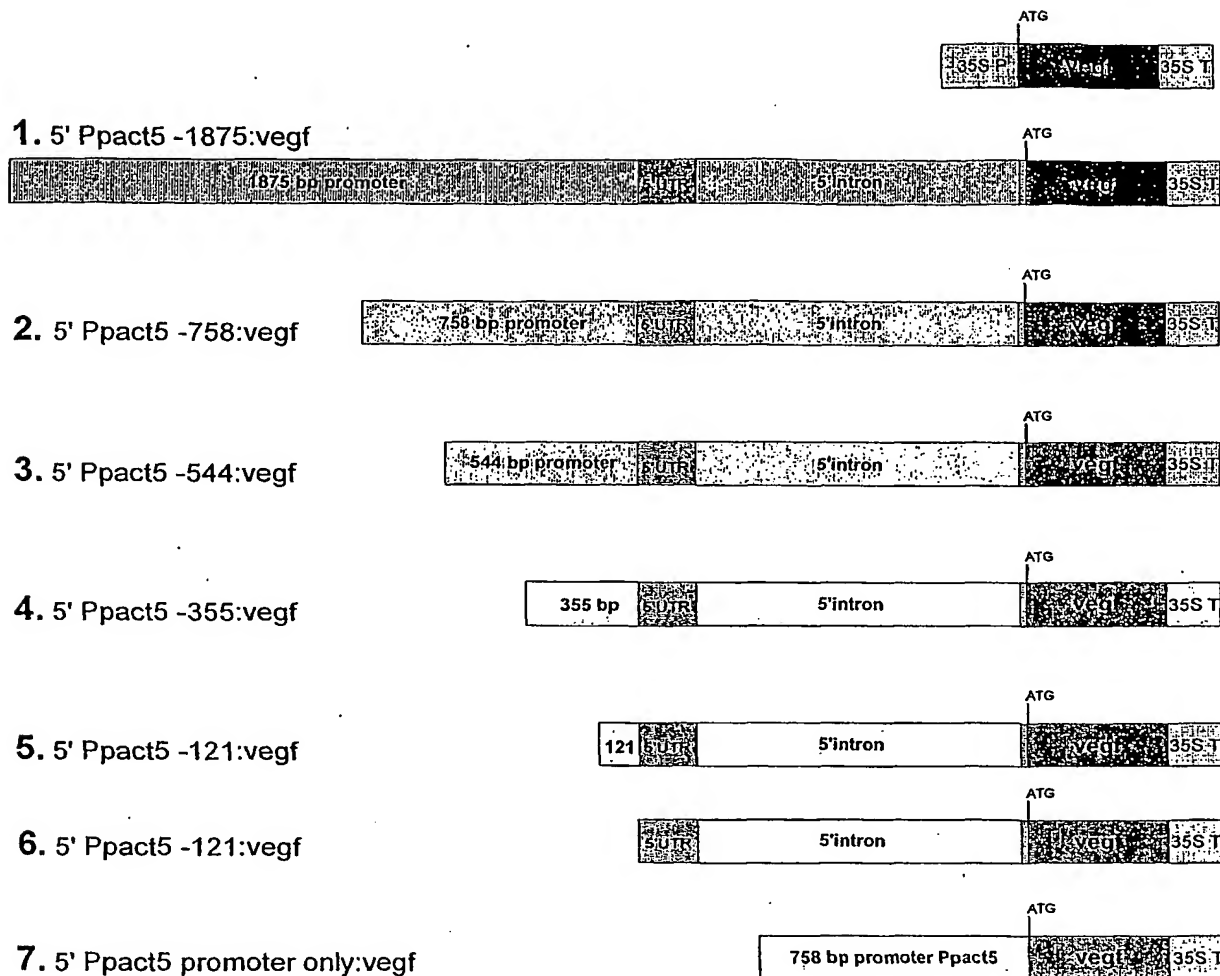 ATG
35S P vegf 35S T
1. 5' Ppact5 -1875:vegf
ATG
1875 bp promoter 5'UTR 5'intron vegf 35S T
ATG
2. 5' Ppact5 -758:vegf 758 bp promoter 5'UTR 5'intron vegf 35S T
ATG
3. 5' Ppact5 -544:vegf 544 bp promoter 5'UTR 5'intron vegf 35S T
ATG
4. 5' Ppact5 -355:vegf 355 bp 5'UTR 5'intron vegf 35S T
ATG
5. 5' Ppact5 -121:vegf 121 5'UTR 5'intron vegf 35S T
ATG
6. 5' Ppact5 -121:vegf 5'UTR 5'intron vegf 35S T
ATG
7. 5' Ppact5 promoter only:vegf 758 bp promoter Ppact5 vegf 35S T